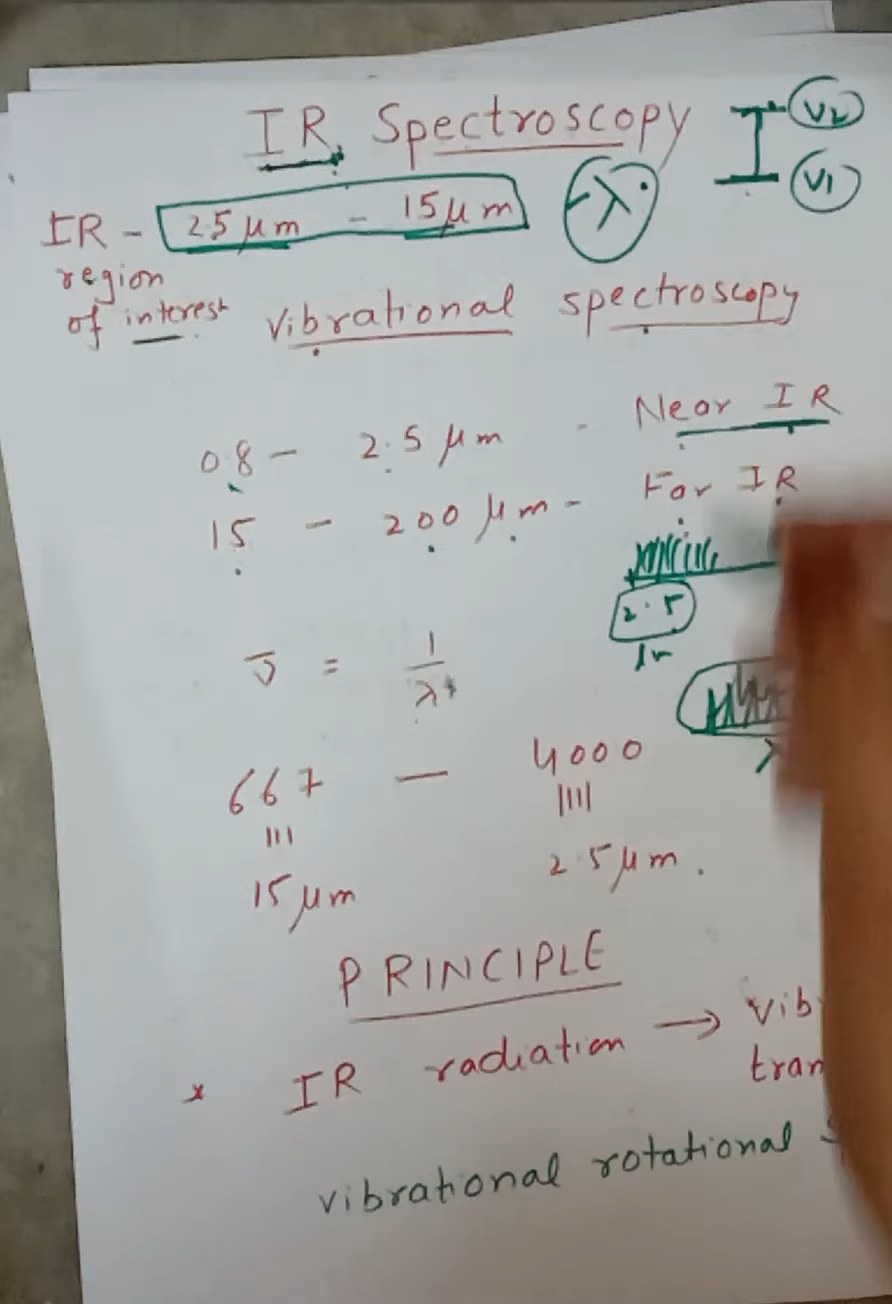 IR Spectroscopy
V2
V1
IR - 2.5 μm - 15 μm
λ
region
of interest
vibrational spectroscopy
0.8 - 2.5 μm - Near IR
15 - 200 μm - Far IR
2.5
ν̅ = 1/λ
667 — 4000
15 μm
2.5 μm.
PRINCIPLE
* IR radiation → vib
tran
vibrational rotational